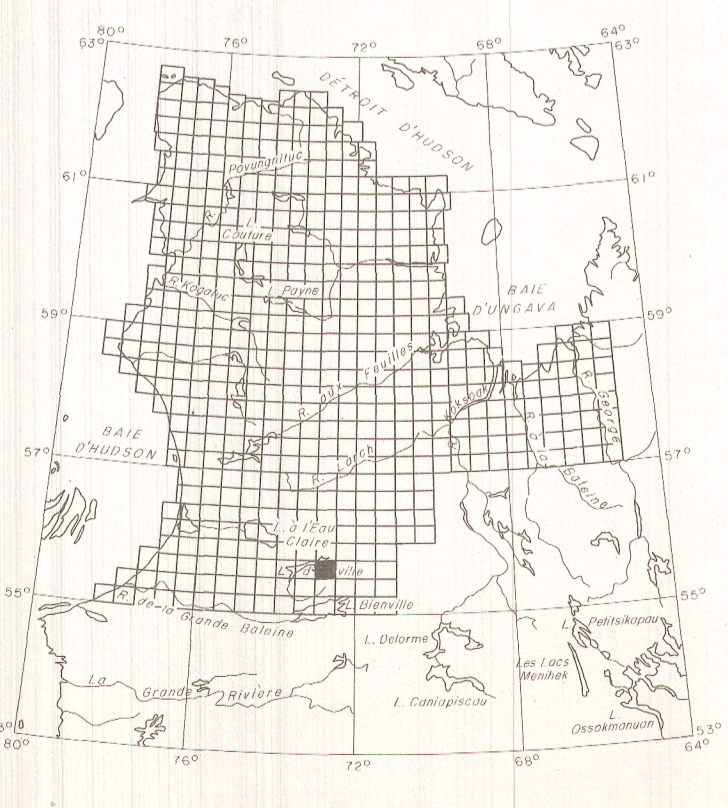 80°
63°
76°
72°
68°
64°
63°
DÉTROIT D'HUDSON
Povungnituc
R.
61°
61°
L.
Couture
R. Kogaluc
L. Payne
BAIE
D'UNGAVA
59°
59°
R. aux Feuilles
Koksoak
R.
R. George
R. à la
Baleine
BAIE
D'HUDSON
57°
57°
R. Larch
L. à l'Eau
Claire
L. d' ville
55°
55°
R. de-la Grande Baleine
L. Bienville
L. Delorme
L. Petitsikapau
Les Lacs
Menihek
La Grande Rivière
L. Caniapiscau
L.
Ossokmanuan
3°
80°
76°
72°
68°
53°
64°